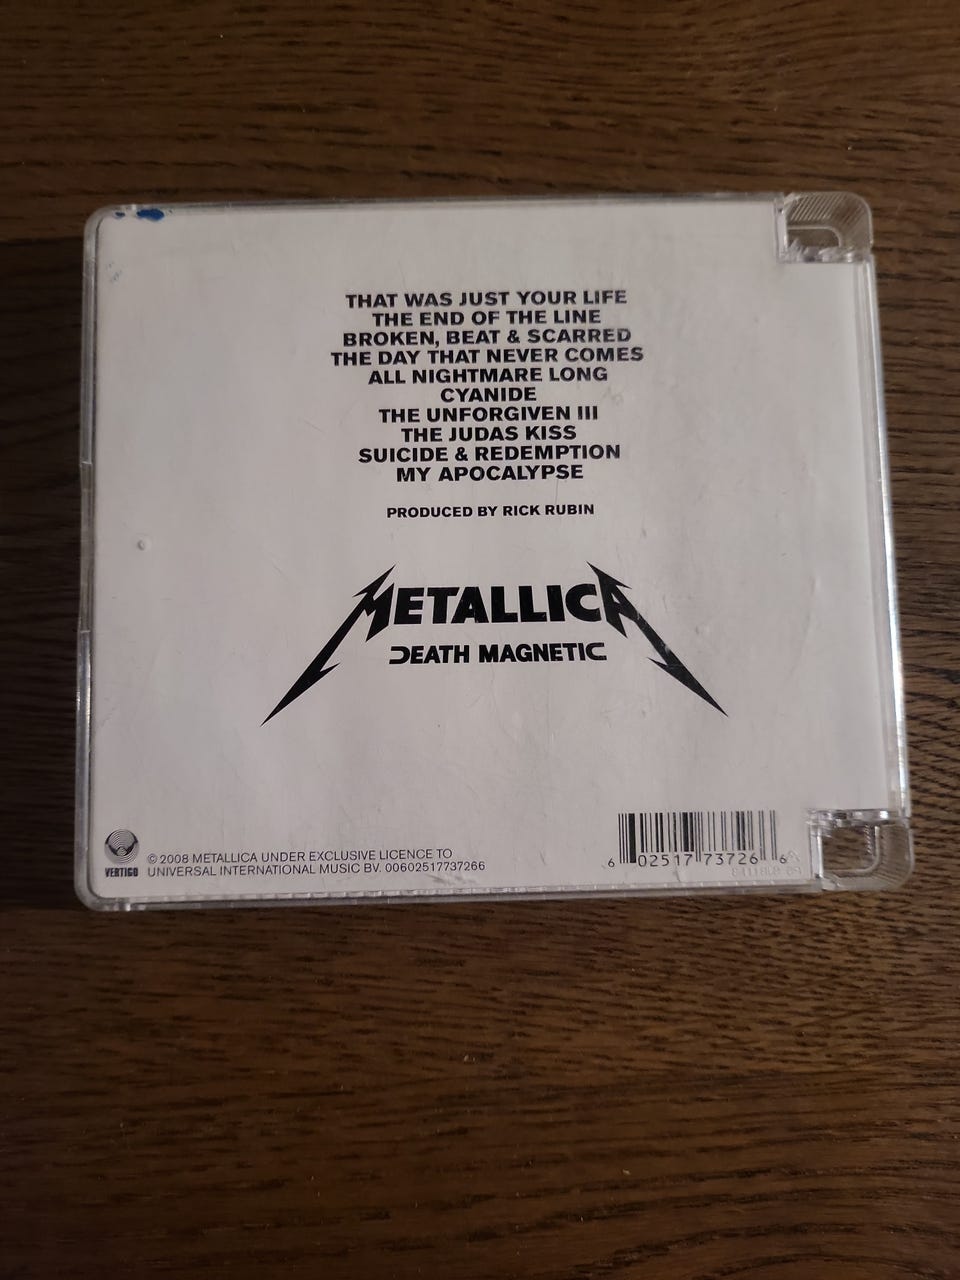 THAT WAS JUST YOUR LIFE
THE END OF THE LINE
BROKEN, BEAT & SCARRED
THE DAY THAT NEVER COMES
ALL NIGHTMARE LONG
CYANIDE
THE UNFORGIVEN III
THE JUDAS KISS
SUICIDE & REDEMPTION
MY APOCALYPSE
PRODUCED BY RICK RUBIN
METALLICA
DEATH MAGNETIC
VERTIGO
© 2008 METALLICA UNDER EXCLUSIVE LICENCE TO
UNIVERSAL INTERNATIONAL MUSIC BV. 00602517737266
6 02517 73726 6